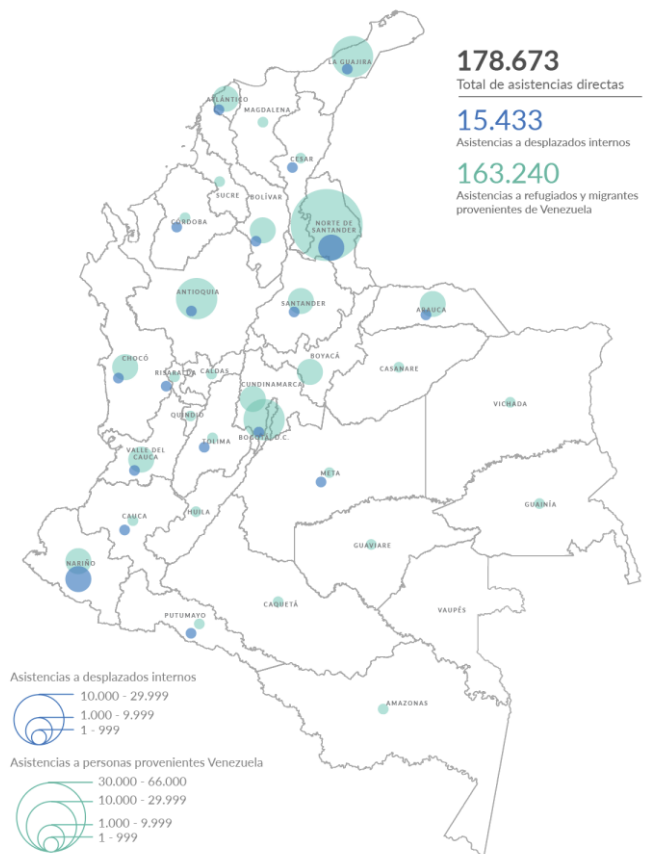 178.673
Total de asistencias directas
15.433
Asistencias a desplazados internos
163.240
Asistencias a refugiados y migrantes
provenientes de Venezuela
LA GUAJIRA
ATLÁNTICO
MAGDALENA
CESAR
SUCRE
BOLÍVAR
CÓRDOBA
NORTE DE
SANTANDER
ANTIOQUIA
SANTANDER
ARAUCA
CHOCÓ
BOYACÁ
RISARALDA
CALDAS
CASANARE
CUNDINAMARCA
VICHADA
QUINDÍO
TOLIMA
BOGOTÁ, D.C.
VALLE DEL
CAUCA
META
GUAINÍA
CAUCA
HUILA
GUAVIARE
NARIÑO
CAQUETÁ
VAUPÉS
PUTUMAYO
AMAZONAS
Asistencias a desplazados internos
10.000 - 29.999
1.000 - 9.999
1 - 999
Asistencias a personas provenientes Venezuela
30.000 - 66.000
10.000 - 29.999
1.000 - 9.999
1 - 999